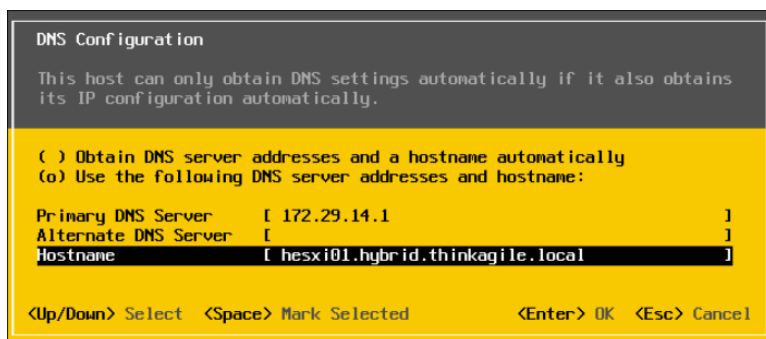 DNS Configuration
This host can only obtain DNS settings automatically if it also obtains
its IP configuration automatically.
( ) Obtain DNS server addresses and a hostname automatically
(o) Use the following DNS server addresses and hostname:
Primary DNS Server [ 172.29.14.1 ]
Alternate DNS Server [ ]
Hostname [ hesxi01.hybrid.thinkagile.local ]
<Up/Down> Select <Space> Mark Selected <Enter> OK <Esc> Cancel